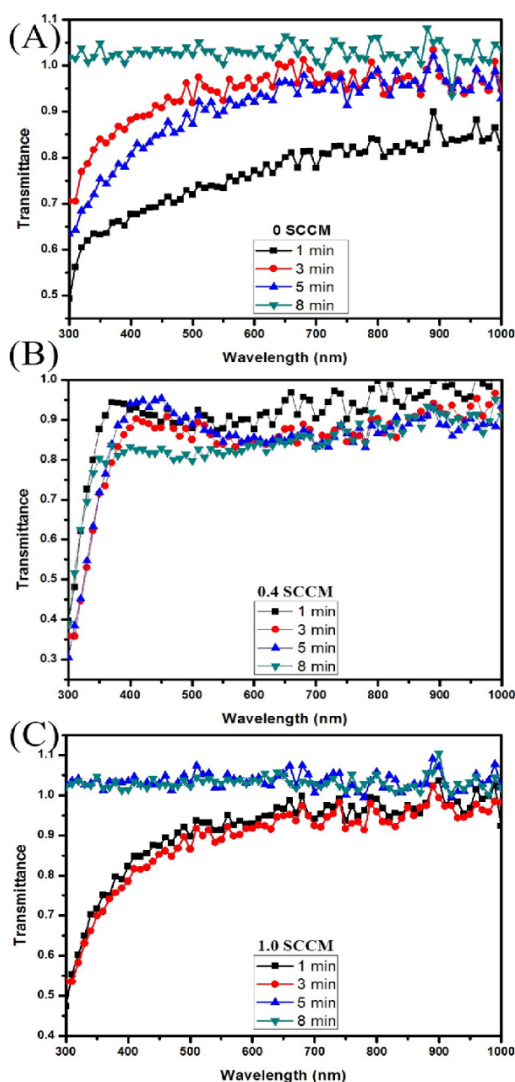 (A)
1.1
1.0
0.9
0.8
0.7
0.6
0.5
Transmittance
0 SCCM
1 min
3 min
5 min
8 min
300 400 500 600 700 800 900 1000
Wavelength (nm)
(B)
1.0
0.9
0.8
0.7
0.6
0.5
0.4
0.3
Transmittance
0.4 SCCM
1 min
3 min
5 min
8 min
300 400 500 600 700 800 900 1000
Wavelength (nm)
(C)
1.2
1.1
1.0
0.9
0.8
0.7
0.6
0.5
0.4
Transmittance
1.0 SCCM
1 min
3 min
5 min
8 min
300 400 500 600 700 800 900 1000
Wavelength (nm)